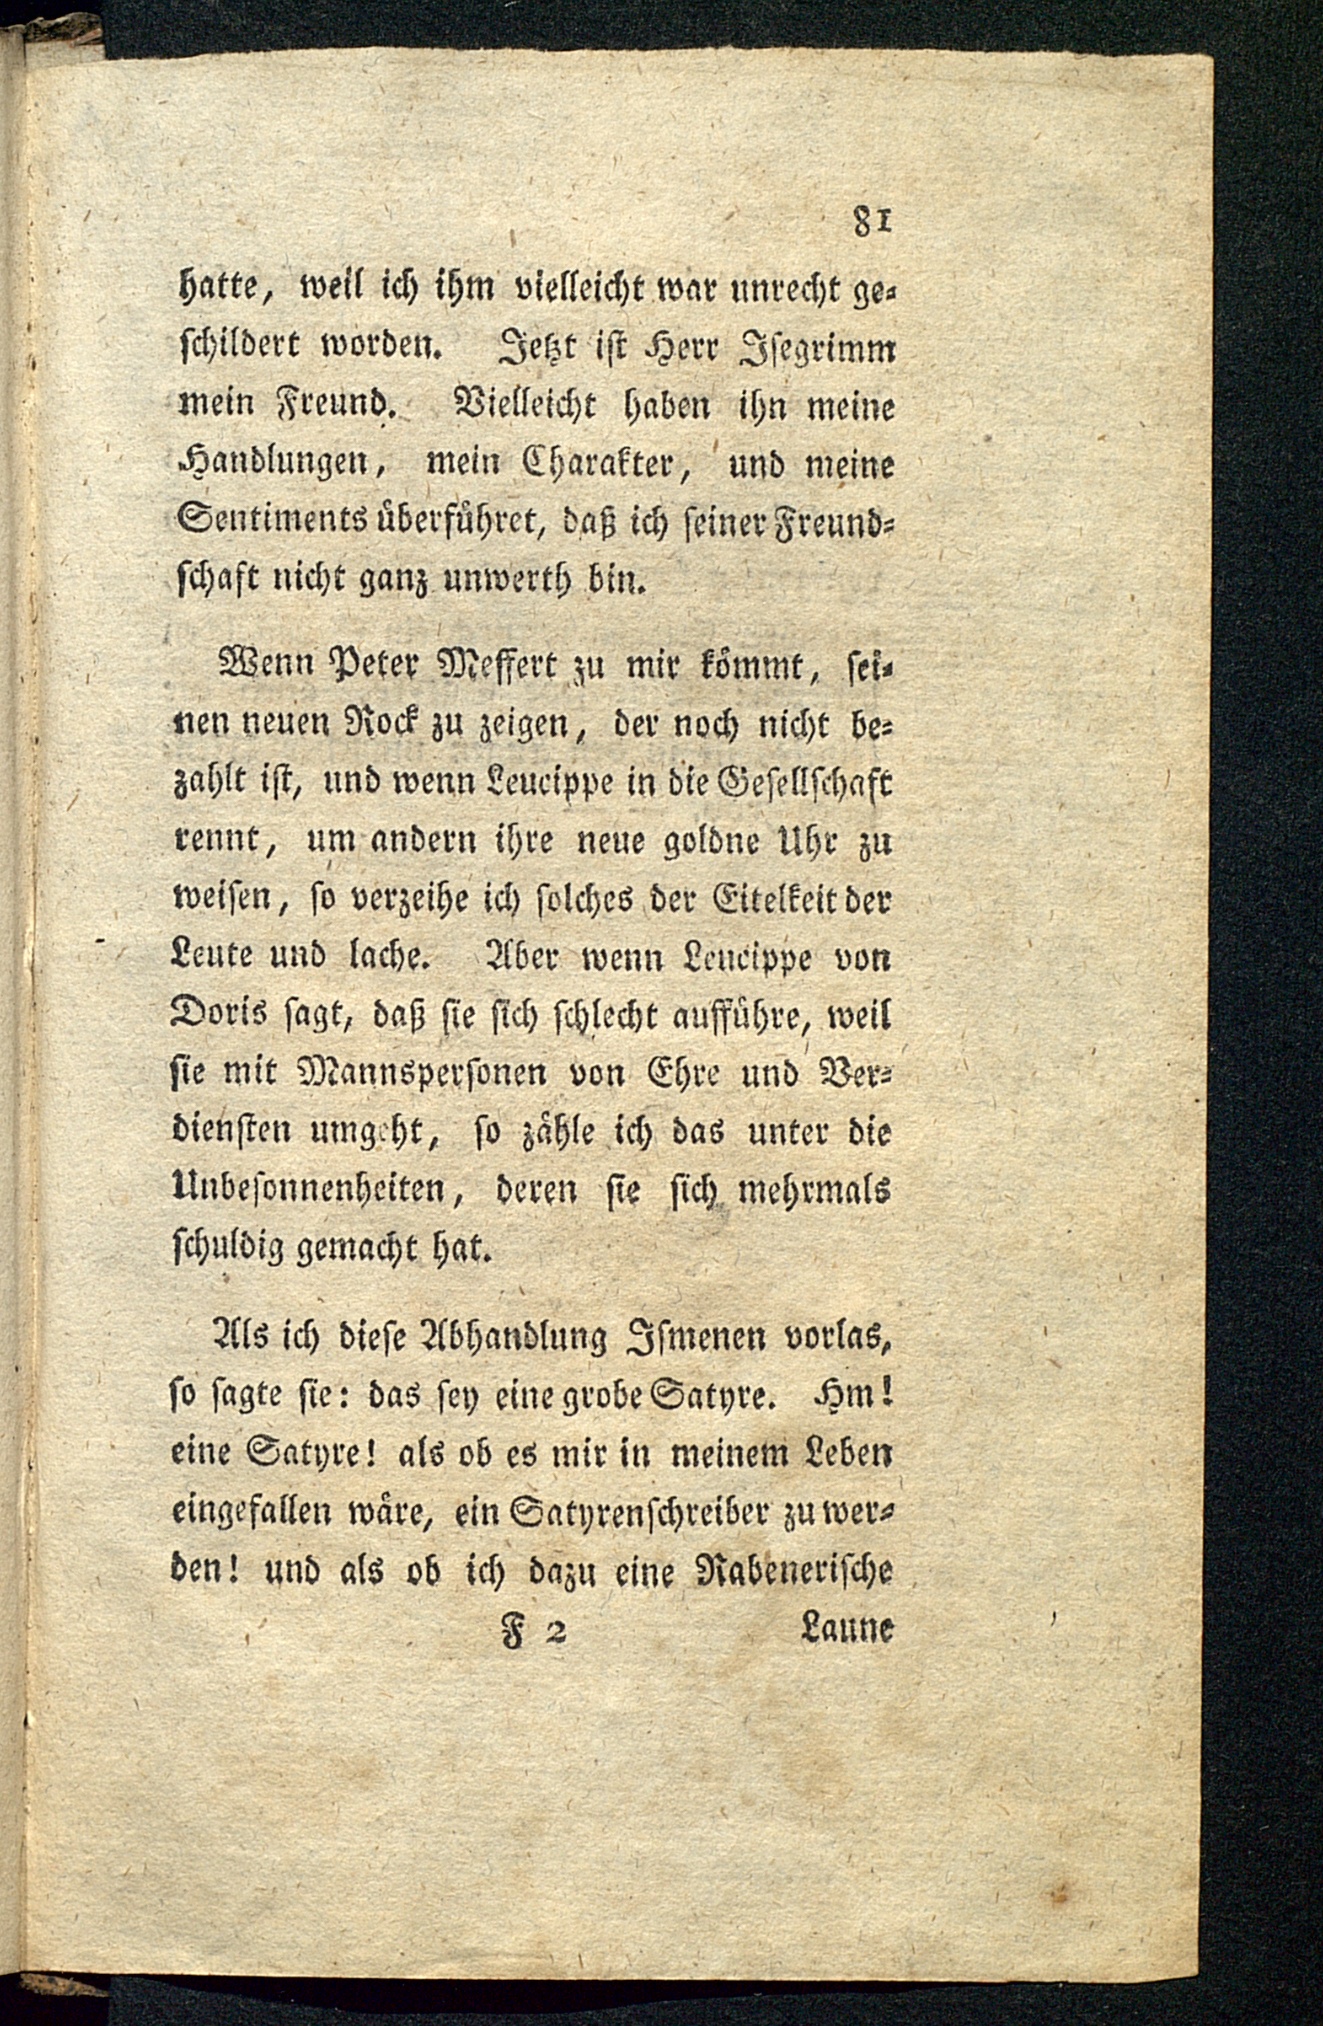 81
hatte, weil ich ihm vielleicht war unrecht ge-
schildert worden. Jetzt ist Herr Isegrimm
mein Freund. Vielleicht haben ihn meine
Handlungen, mein Charakter, und meine
Sentiments überführet, daß ich seiner Freund-
schaft nicht ganz unwerth bin.
Wenn Peter Meffert zu mir kömmt, sei-
nen neuen Rock zu zeigen, der noch nicht be-
zahlt ist, und wenn Leucippe in die Gesellschaft
rennt, um andern ihre neue goldne Uhr zu
weisen, so verzeihe ich solches der Eitelkeit der
Leute und lache. Aber wenn Leucippe von
Doris sagt, daß sie sich schlecht aufführe, weil
sie mit Mannspersonen von Ehre und Ver-
diensten umgeht, so zähle ich das unter die
Unbesonnenheiten, deren sie sich mehrmals
schuldig gemacht hat.
Als ich diese Abhandlung Ismenen vorlas,
so sagte sie: das sey eine grobe Satyre. Hm!
eine Satyre! als ob es mir in meinem Leben
eingefallen wäre, ein Satyrenschreiber zu wer-
den! und als ob ich dazu eine Rabenerische
F 2 Laune